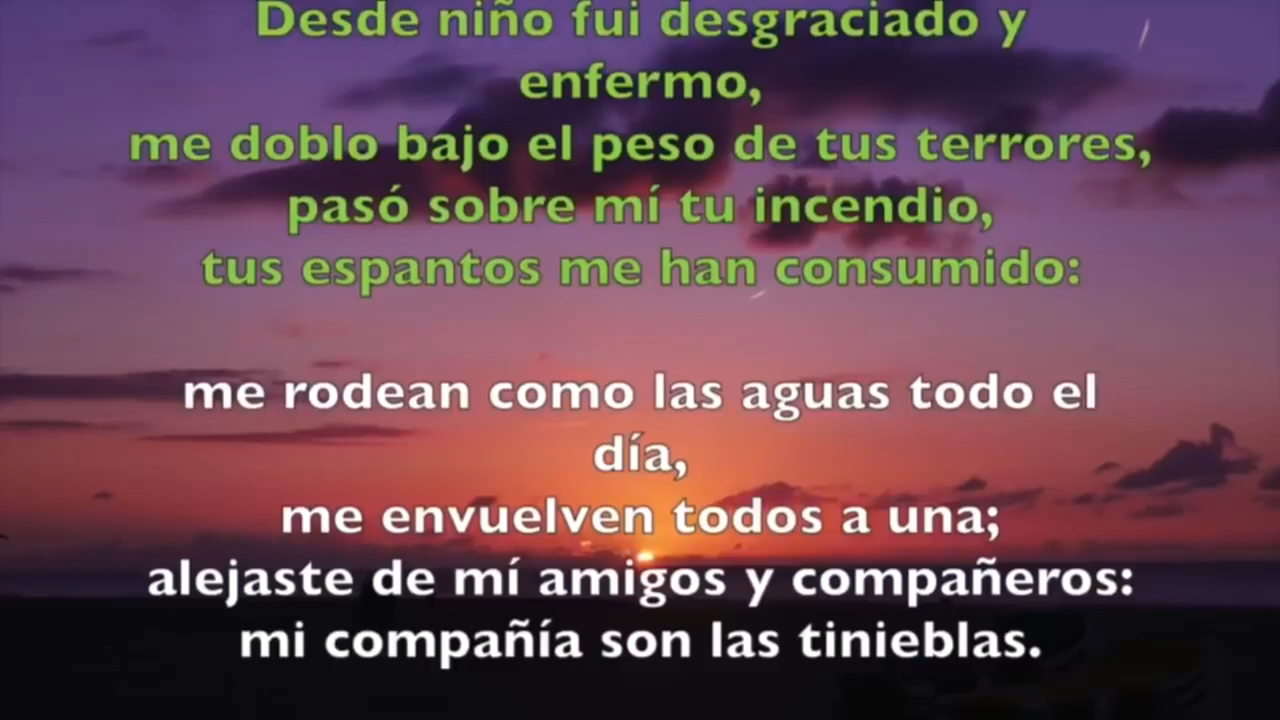 Desde niño fui desgraciado y
enfermo,
me doblo bajo el peso de tus terrores,
pasó sobre mí tu incendio,
tus espantos me han consumido:
me rodean como las aguas todo el
día,
me envuelven todos a una;
alejaste de mí amigos y compañeros:
mi compañía son las tinieblas.